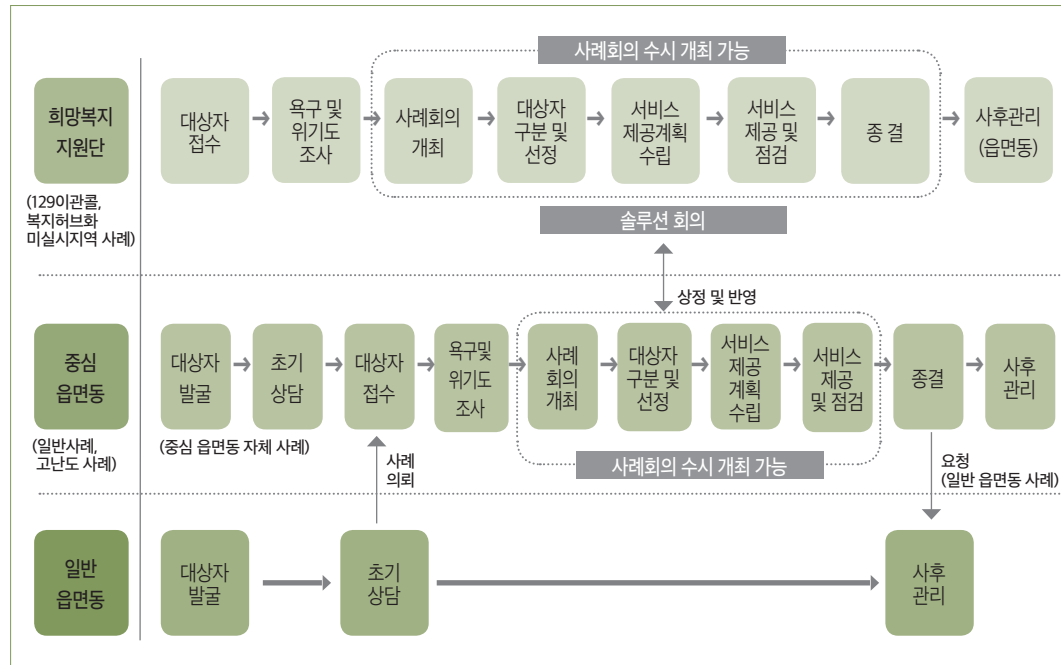 사례회의 수시 개최 가능
희망복지
지원단
대상자
접수
욕구 및
위기도
조사
사례회의
개최
대상자
구분 및
선정
서비스
제공계획
수립
서비스
제공 및
점검
종 결
사후관리
(읍면동)
(129이관콜,
복지허브화
미실시지역 사례)
솔루션 회의
상정 및 반영
중심
읍면동
대상자
발굴
초기
상담
대상자
접수
욕구및
위기도
조사
사례
회의
개최
대상자
구분 및
선정
서비스
제공
계획
수립
서비스
제공
및 점검
종결
사후
관리
(일반사례,
고난도 사례)
(중심 읍면동 자체 사례)
사례
의뢰
사례회의 수시 개최 가능
요청
(일반 읍면동 사례)
일반
읍면동
대상자
발굴
초기
상담
사후
관리